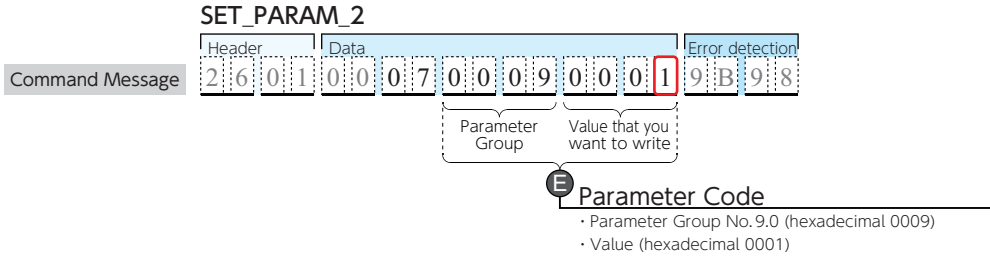 SET_PARAM_2
Header Data Error detection
Command Message 2 6 0 1 0 0 0 7 0 0 0 9 0 0 0 1 9 B 9 8
Parameter Group
Value that you want to write
E Parameter Code
・Parameter Group No. 9.0 (hexadecimal 0009)
・Value (hexadecimal 0001)